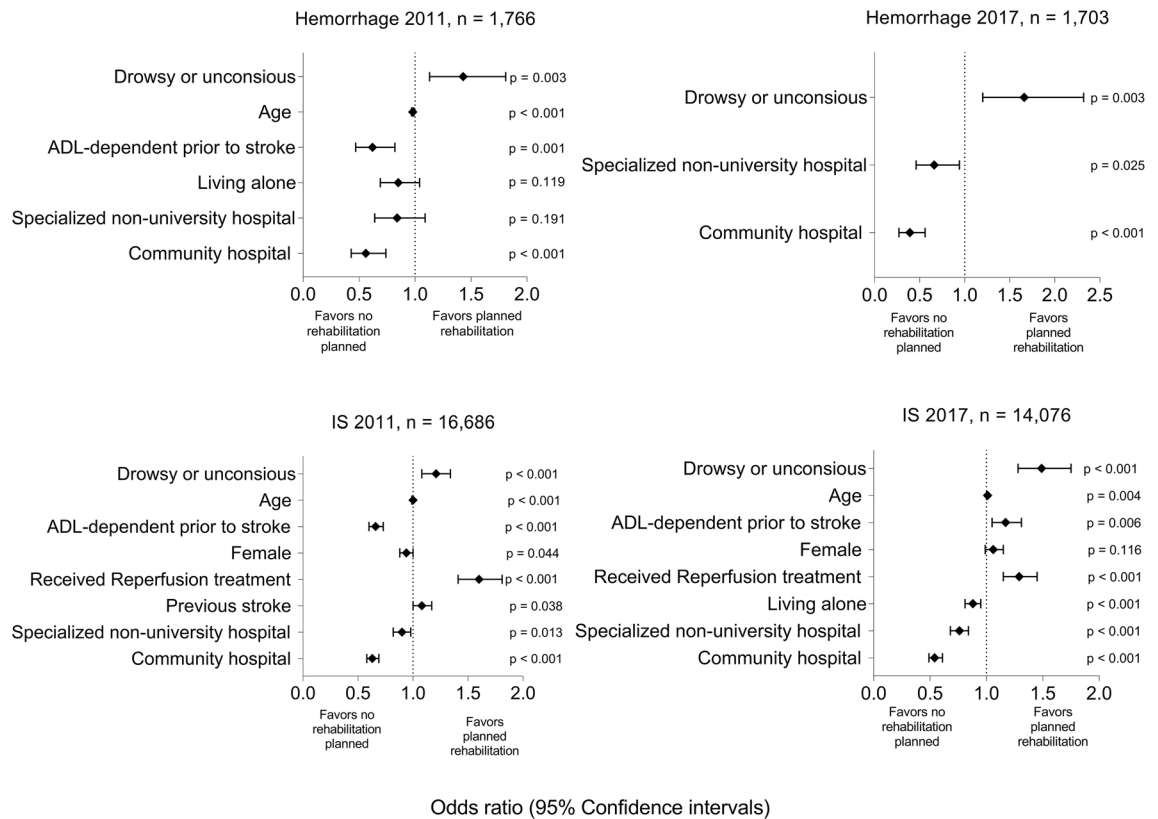 Hemorrhage 2011, n = 1,766
Drowsy or unconsious
p = 0.003
Age
p < 0.001
ADL-dependent prior to stroke
p = 0.001
Living alone
p = 0.119
Specialized non-university hospital
p = 0.191
Community hospital
p < 0.001
0.0 0.5 1.0 1.5 2.0
Favors no
rehabilitation
planned
Favors planned
rehabilitation
Hemorrhage 2017, n = 1,703
Drowsy or unconsious
p = 0.003
Specialized non-university hospital
p = 0.025
Community hospital
p < 0.001
0.0 0.5 1.0 1.5 2.0 2.5
Favors no
rehabilitation
planned
Favors
planned
rehabilitation
IS 2011, n = 16,686
Drowsy or unconsious
p < 0.001
Age
p < 0.001
ADL-dependent prior to stroke
p < 0.001
Female
p = 0.044
Received Reperfusion treatment
p < 0.001
Previous stroke
p = 0.038
Specialized non-university hospital
p = 0.013
Community hospital
p < 0.001
0.0 0.5 1.0 1.5 2.0
Favors no
rehabilitation
planned
Favors
planned
rehabilitation
IS 2017, n = 14,076
Drowsy or unconsious
p < 0.001
Age
p = 0.004
ADL-dependent prior to stroke
p = 0.006
Female
p = 0.116
Received Reperfusion treatment
p < 0.001
Living alone
p < 0.001
Specialized non-university hospital
p < 0.001
Community hospital
p < 0.001
0.0 0.5 1.0 1.5 2.0
Favors no
rehabilitation
planned
Favors
planned
rehabilitation
Odds ratio (95% Confidence intervals)